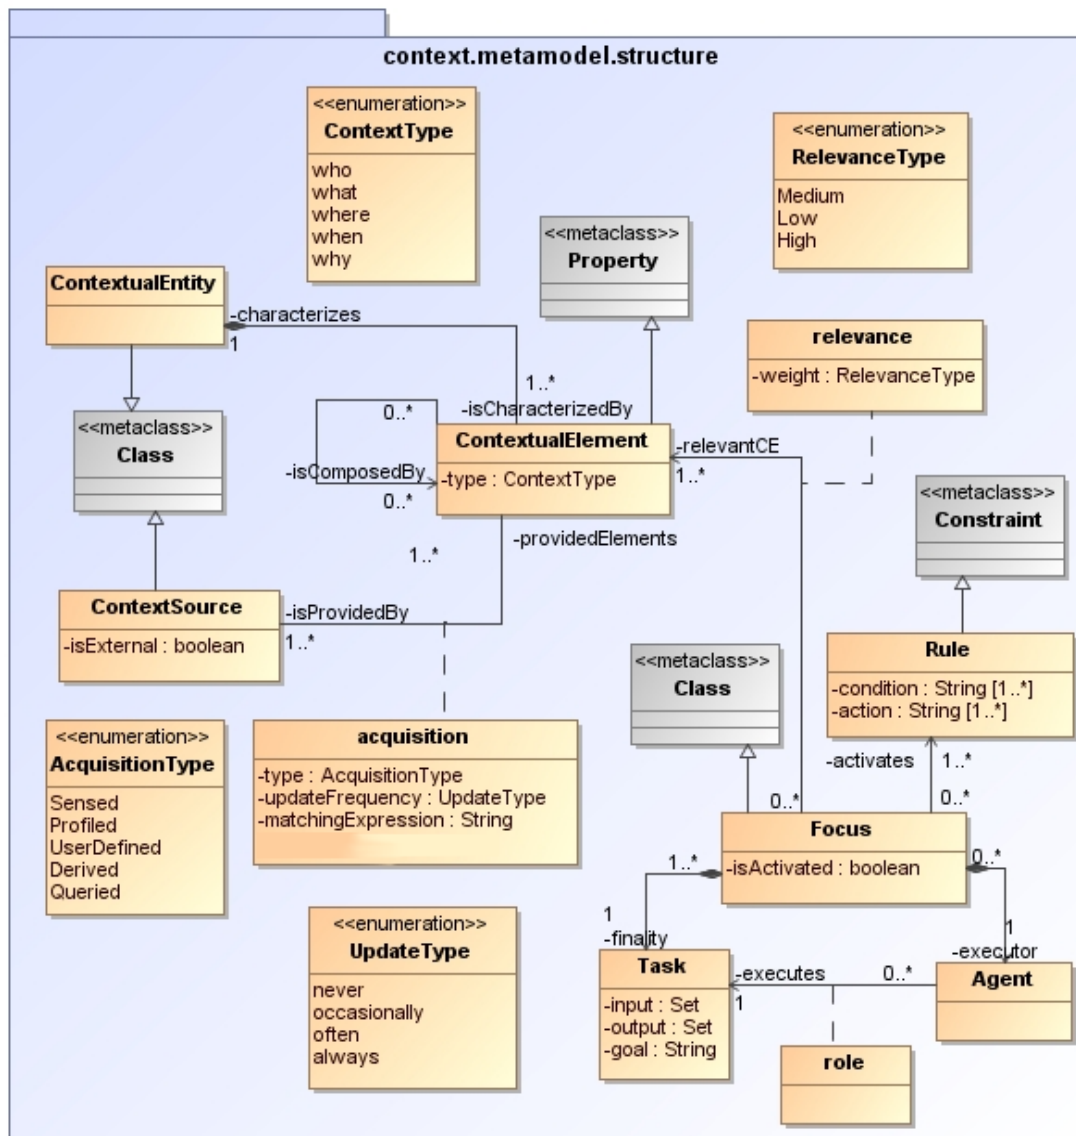 context.metamodel.structure
<<enumeration>>
ContextType
who
what
where
when
why
<<enumeration>>
RelevanceType
Medium
Low
High
<<metaclass>>
Property
ContextualEntity
-characterizes
1
1..*
-isCharacterizedBy
relevance
-weight : RelevanceType
<<metaclass>>
Class
0..*
-isComposedBy
0..*
ContextualElement
-type : ContextType
-relevantCE
1..*
<<metaclass>>
Constraint
1..*
-providedElements
ContextSource
-isExternal : boolean
-isProvidedBy
1..*
<<metaclass>>
Class
Rule
-condition : String [1..*]
-action : String [1..*]
<<enumeration>>
AcquisitionType
Sensed
Profiled
UserDefined
Derived
Queried
acquisition
-type : AcquisitionType
-updateFrequency : UpdateType
-matchingExpression : String
-activates
1..*
0..*
0..*
Focus
-isActivated : boolean
1..*
0..*
<<enumeration>>
UpdateType
never
occasionally
often
always
1
-finality
1
-executor
Task
-input : Set
-output : Set
-goal : String
-executes
1
0..*
Agent
role